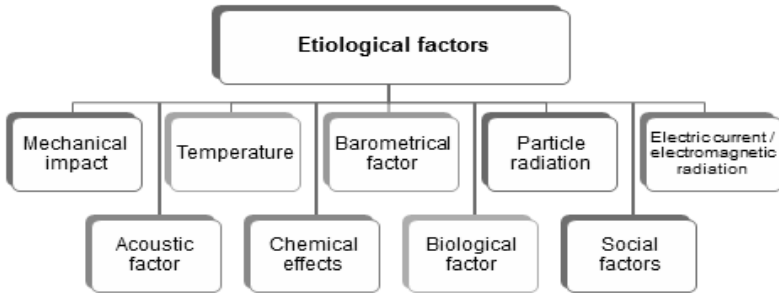 Etiological factors
Mechanical
impact
Temperature
Barometrical
factor
Particle
radiation
Electric current /
electromagnetic
radiation
Acoustic
factor
Chemical
effects
Biological
factor
Social
factors